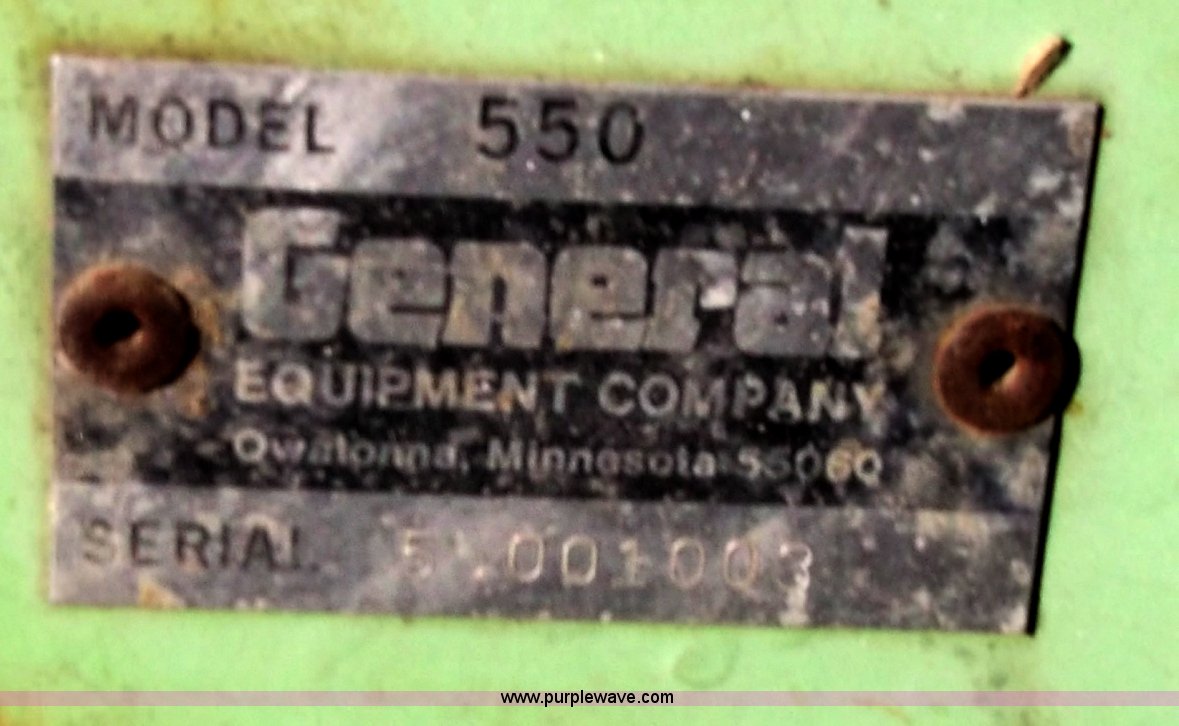 MODEL 550
General
EQUIPMENT COMPANY
Owatonna, Minnesota 55060
SERIAL
www.purplewave.com